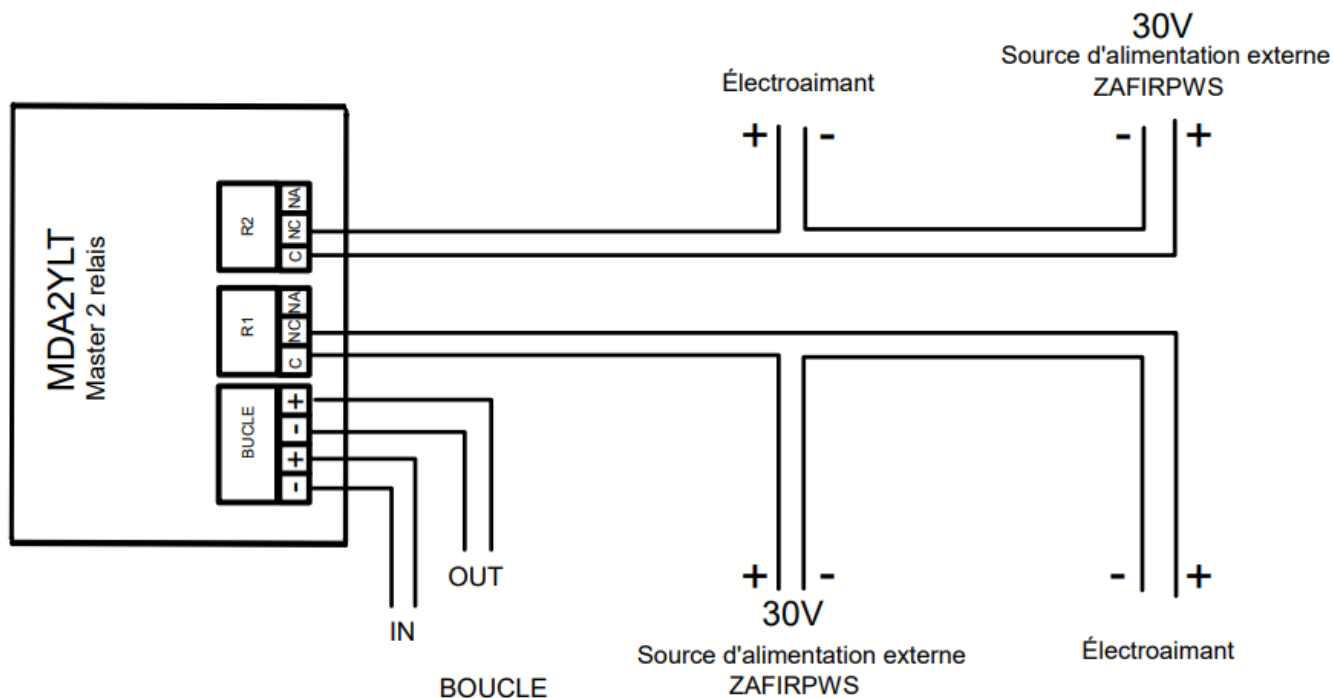 30V
Source d'alimentation externe
ZAFIRPWS
Électroaimant
+ -
- +
MDA2YLT
Master 2 relais
R2
NA
NC
C
R1
NA
NC
C
BUCLE
+
-
+
-
OUT
IN
BOUCLE
+ -
30V
Source d'alimentation externe
ZAFIRPWS
- +
Électroaimant